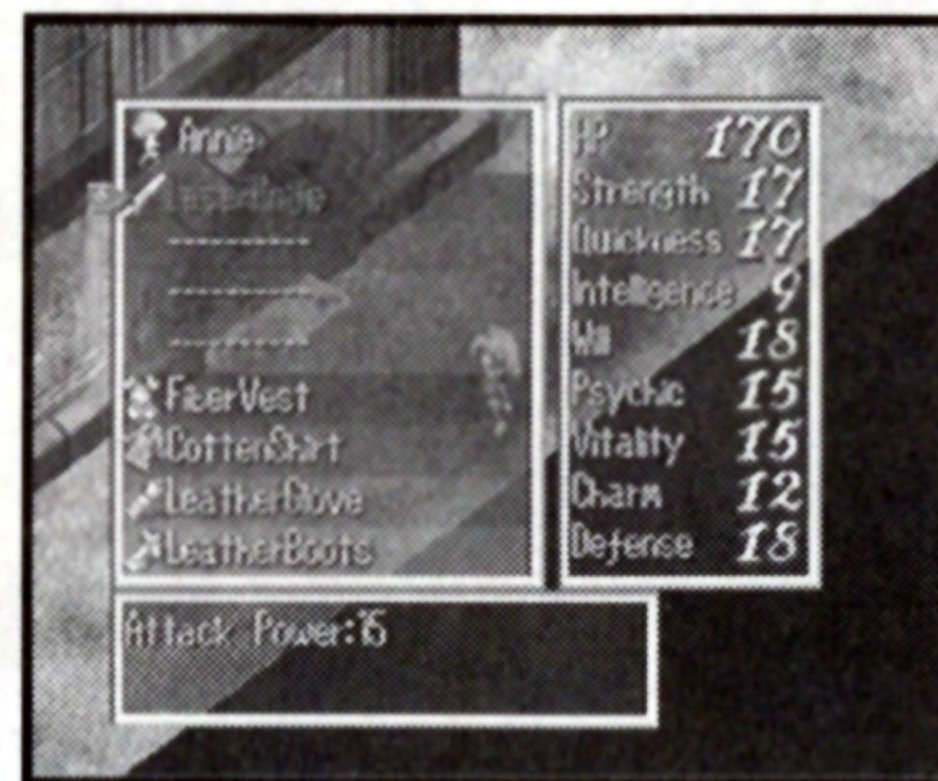 Annie
LaserKnife
----------
----------
----------
FiberVest
CottenShirt
LeatherGlove
LeatherBoots
HP 170
Strength 17
Quickness 17
Intelligence 9
Will 18
Psychic 15
Vitality 15
Charm 12
Defense 18
Attack Power:15